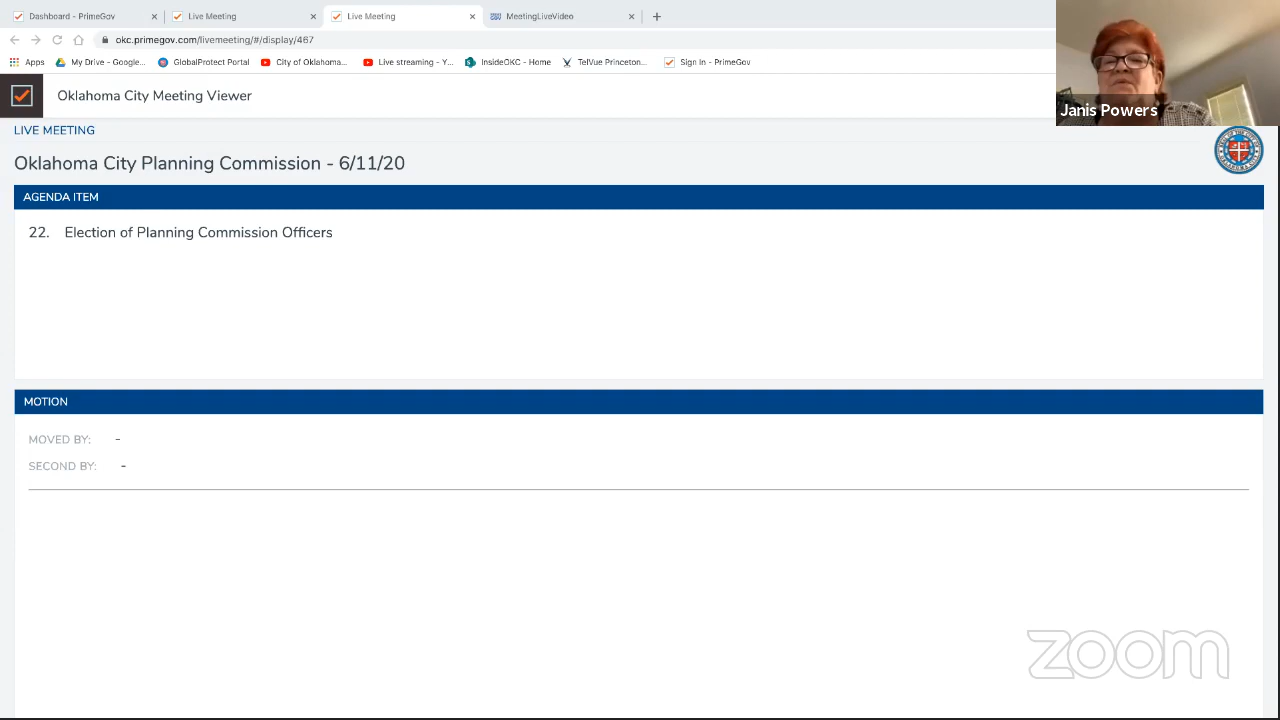 Dashboard - PrimeGov
Live Meeting
Live Meeting
MeetingLiveVideo
okc.primegov.com/livemeeting/#/display/467
Apps
My Drive - Google...
GlobalProtect Portal
City of Oklahoma...
Live streaming - Y...
InsideOKC - Home
TelVue Princeton...
Sign In - PrimeGov
Janis Powers
Oklahoma City Meeting Viewer
LIVE MEETING
Oklahoma City Planning Commission - 6/11/20
AGENDA ITEM
22. Election of Planning Commission Officers
MOTION
MOVED BY: -
SECOND BY: -
zoom